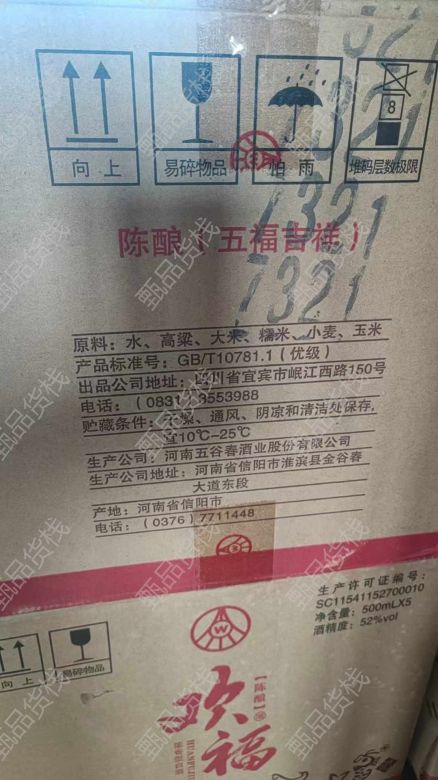 向上
易碎物品
怕雨
8
堆码层数极限
7321
7321
陈酿（五福吉祥）
原料：水、高粱、大米、糯米、小麦、玉米
产品标准号：GB/T10781.1（优级）
出品公司地址：四川省宜宾市岷江西路150号
电话：（0831）3553988
贮藏条件：干燥、通风、阴凉和清洁处保存，
宜10℃-25℃
生产公司：河南五谷春酒业股份有限公司
生产公司地址：河南省信阳市淮滨县金谷春
大道东段
产地：河南省信阳市
电话：（0376）7711448
生产许可证编号：
SC11541152700010
净含量：500mLX5
酒精度：52%vol
向上
易碎物品
W
【陈酿】
欢福
HUANFU
甄品货栈